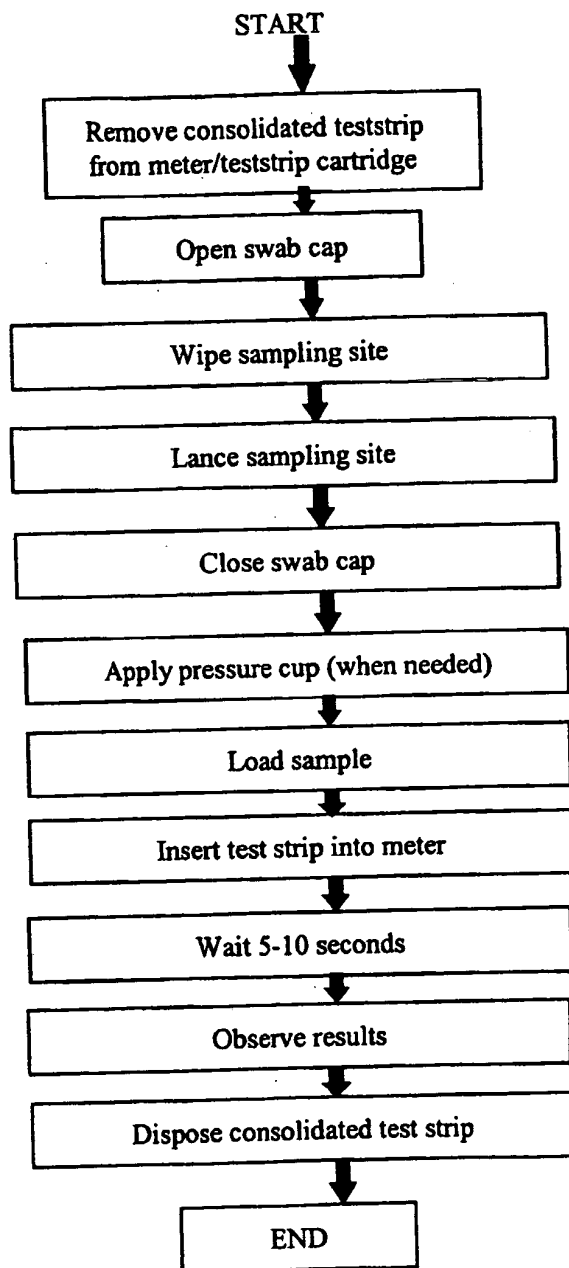 START
Remove consolidated teststrip
from meter/teststrip cartridge
Open swab cap
Wipe sampling site
Lance sampling site
Close swab cap
Apply pressure cup (when needed)
Load sample
Insert test strip into meter
Wait 5-10 seconds
Observe results
Dispose consolidated test strip
END